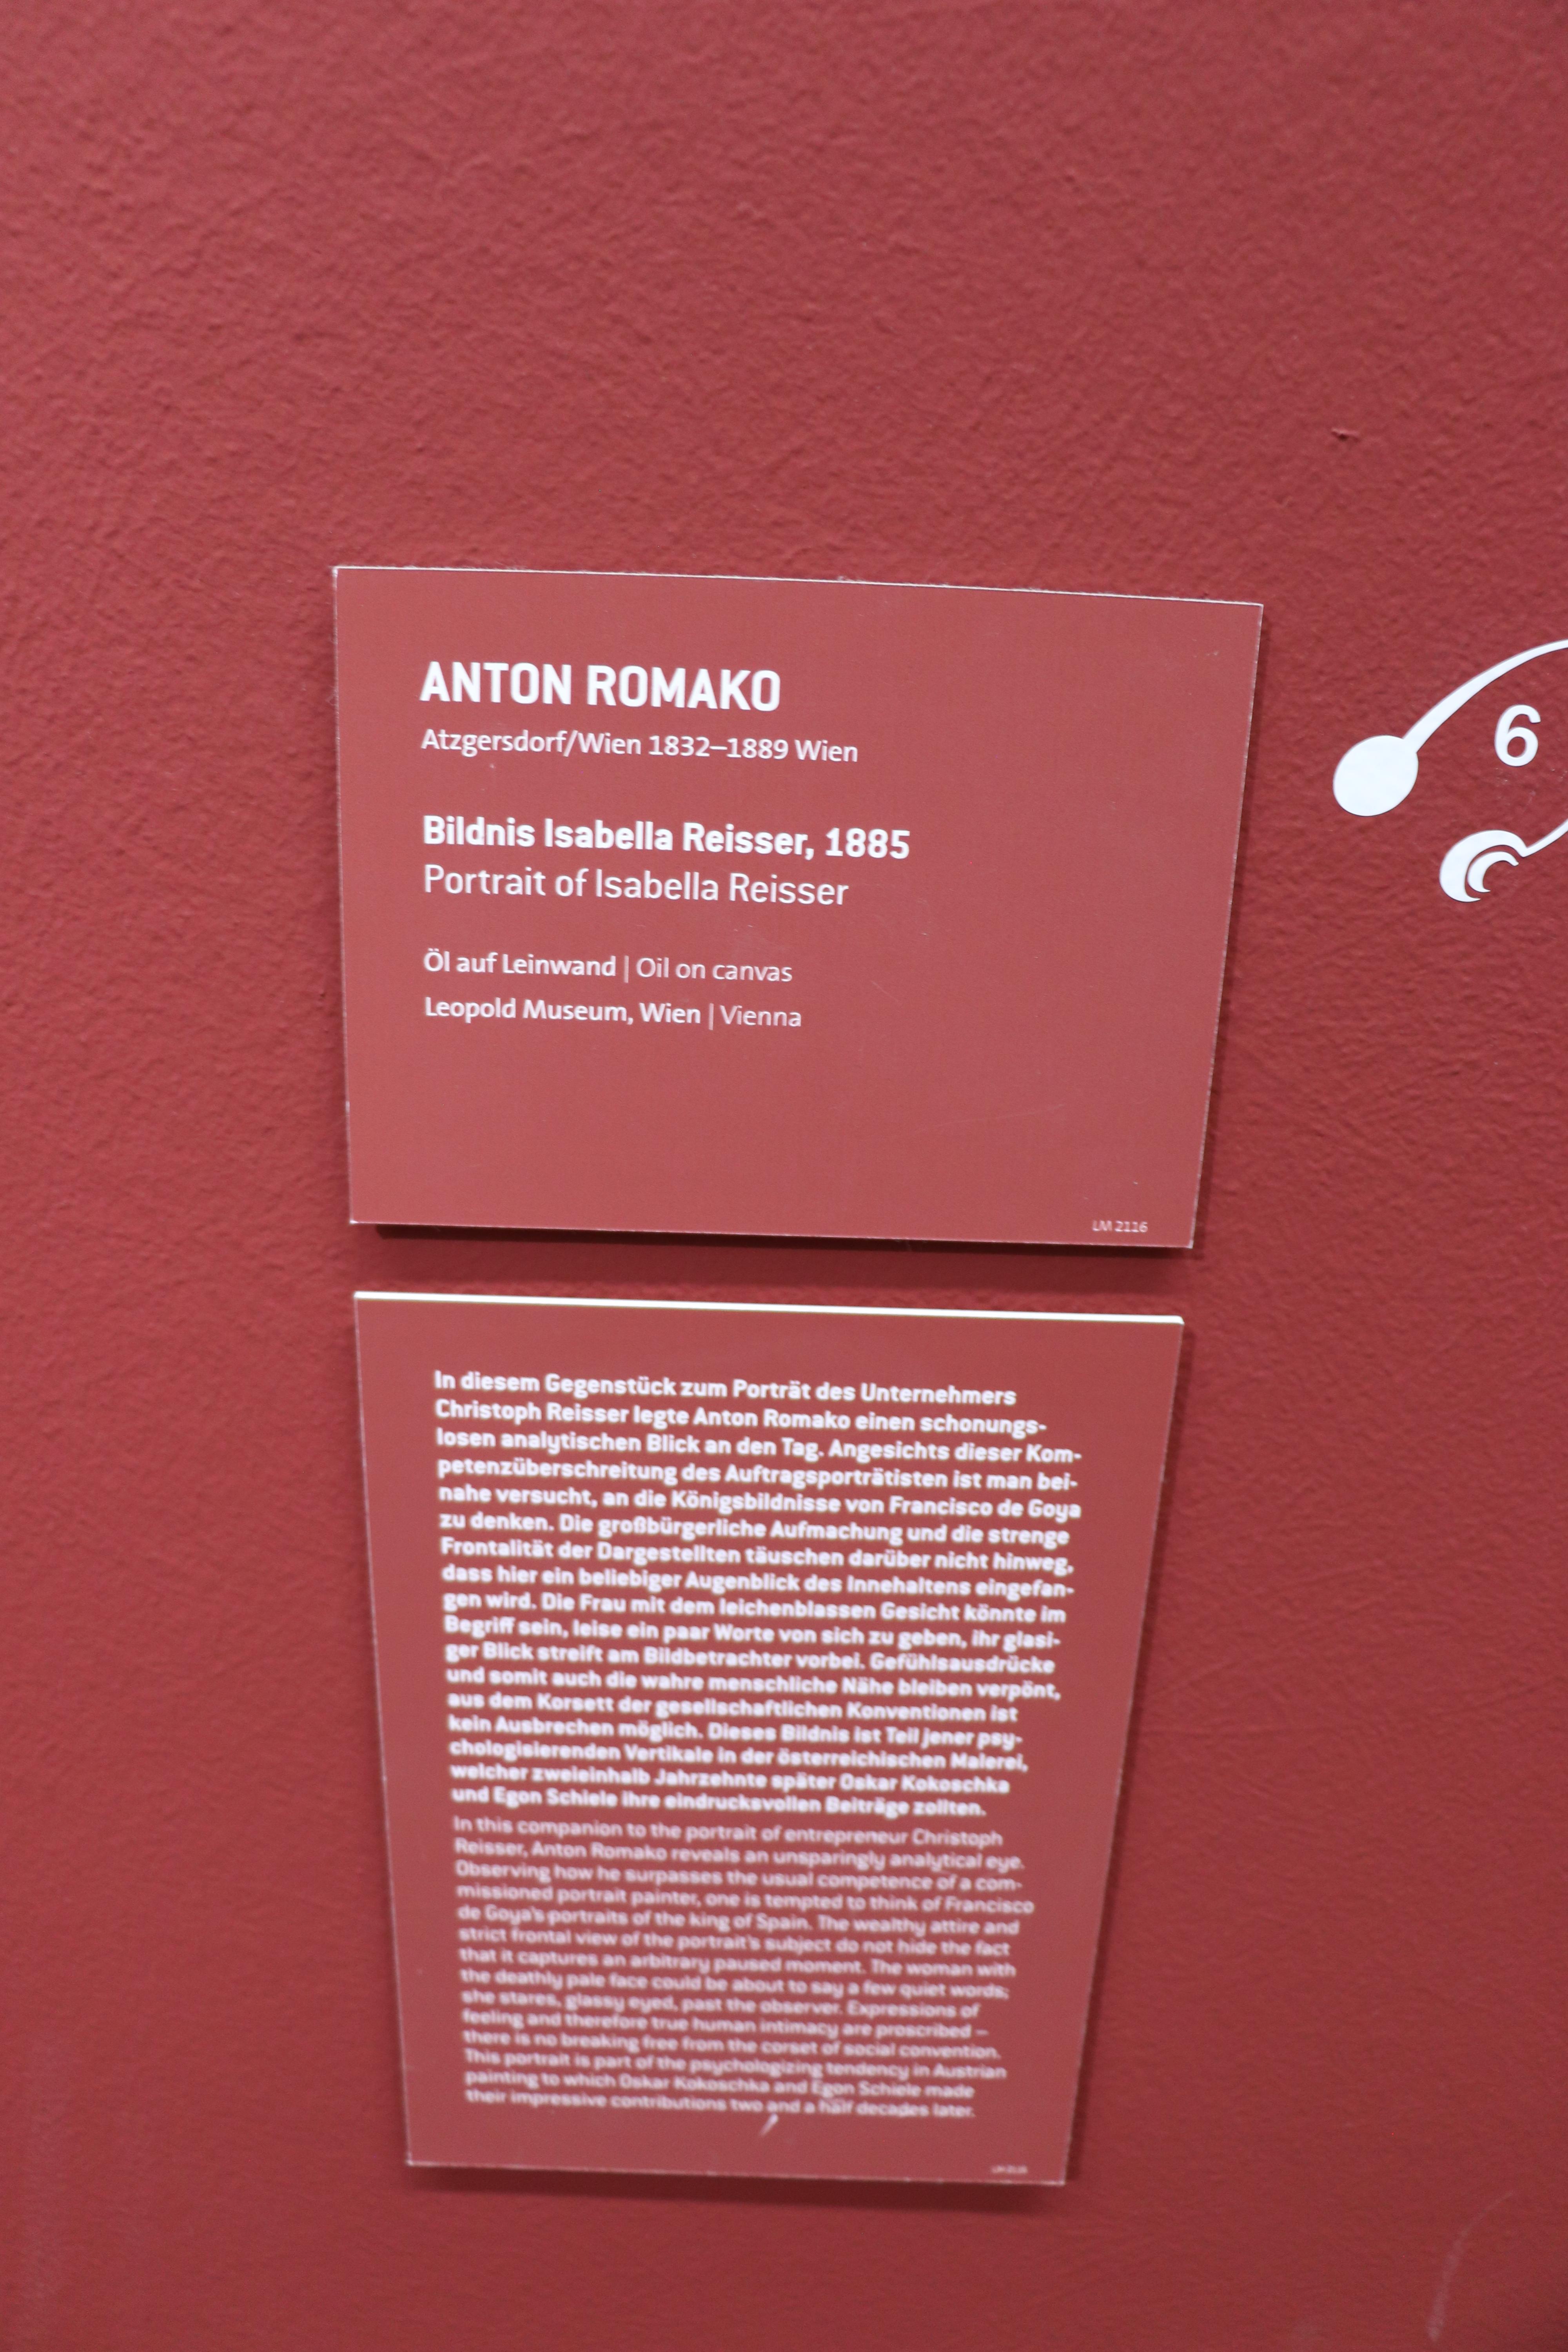 ANTON ROMAKO
Atzgersdorf/Wien 1832–1889 Wien
Bildnis Isabella Reisser, 1885
Portrait of Isabella Reisser
Öl auf Leinwand | Oil on canvas
Leopold Museum, Wien | Vienna
LM 2116
6
In diesem Gegenstück zum Porträt des Unternehmers
Christoph Reisser legte Anton Romako einen schonungs-
losen analytischen Blick an den Tag. Angesichts dieser Kom-
petenzüberschreitung des Auftragsporträtisten ist man bei-
nahe versucht, an die Königsbildnisse von Francisco de Goya
zu denken. Die großbürgerliche Aufmachung und die strenge
Frontalität der Dargestellten täuschen darüber nicht hinweg,
dass hier ein beliebiger Augenblick des Innehaltens eingefan-
gen wird. Die Frau mit dem leichenblassen Gesicht könnte im
Begriff sein, leise ein paar Worte von sich zu geben, ihr glasi-
ger Blick streift am Bildbetrachter vorbei. Gefühlsausdrücke
und somit auch die wahre menschliche Nähe bleiben verpönt,
aus dem Korsett der gesellschaftlichen Konventionen ist
kein Ausbrechen möglich. Dieses Bildnis ist Teil jener psy-
chologisierenden Vertikale in der österreichischen Malerei,
welcher zweieinhalb Jahrzehnte später Oskar Kokoschka
und Egon Schiele ihre eindrucksvollen Beiträge zollten.
In this companion to the portrait of entrepreneur Christoph
Reisser, Anton Romako reveals an unsparingly analytical eye.
Observing how he surpasses the usual competence of a com-
missioned portrait painter, one is tempted to think of Francisco
de Goya's portraits of the king of Spain. The wealthy attire and
strict frontal view of the portrait's subject do not hide the fact
that it captures an arbitrary paused moment. The woman with
the deathly pale face could be about to say a few quiet words;
she stares, glassy eyed, past the observer. Expressions of
feeling and therefore true human intimacy are proscribed –
there is no breaking free from the corset of social convention.
This portrait is part of the psychologizing tendency in Austrian
painting to which Oskar Kokoschka and Egon Schiele made
their impressive contributions two and a half decades later.